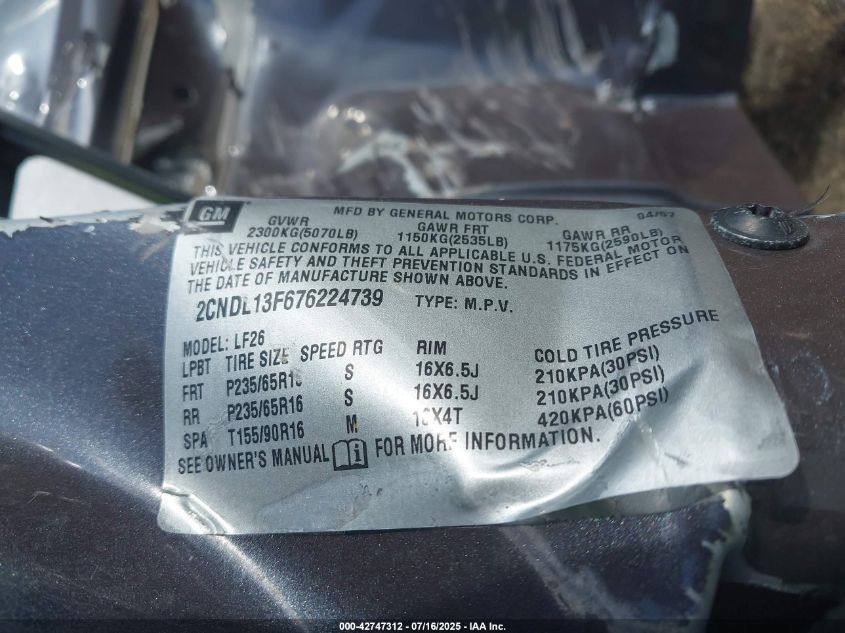 GM
MFD BY GENERAL MOTORS CORP. 04/07
GVWR GAWR FRT GAWR RR
2300KG(5070LB) 1150KG(2535LB) 1175KG(2590LB)
THIS VEHICLE CONFORMS TO ALL APPLICABLE U.S. FEDERAL MOTOR
VEHICLE SAFETY AND THEFT PREVENTION STANDARDS IN EFFECT ON
THE DATE OF MANUFACTURE SHOWN ABOVE.
2CNDL13F676224739 TYPE: M.P.V.
MODEL: LF26
LPBT TIRE SIZE SPEED RTG RIM COLD TIRE PRESSURE
FRT P235/65R16 S 16X6.5J 210KPA(30PSI)
RR P235/65R16 S 16X6.5J 210KPA(30PSI)
SPA T155/90R16 M 16X4T 420KPA(60PSI)
SEE OWNER'S MANUAL FOR MORE INFORMATION.
000-42747312 / 07/16/2025 - IAA Inc.